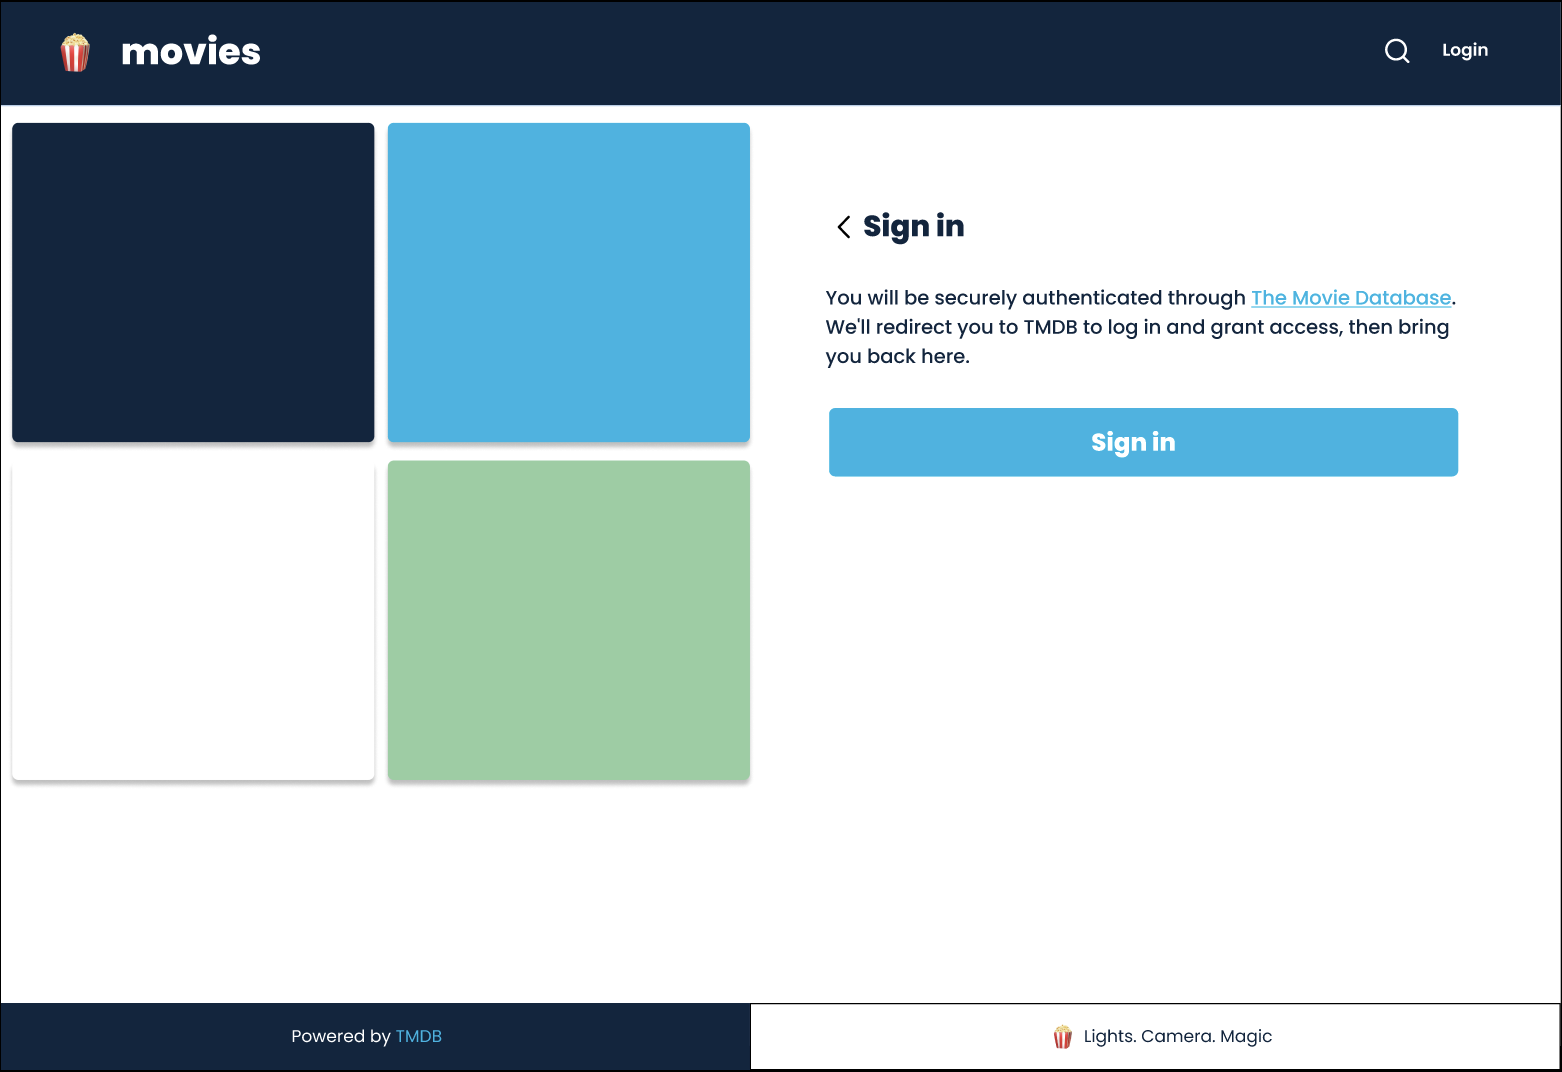 movies
Login
Sign in
You will be securely authenticated through The Movie Database.
We'll redirect you to TMDB to log in and grant access, then bring
you back here.
Sign in
Powered by TMDB
Lights. Camera. Magic